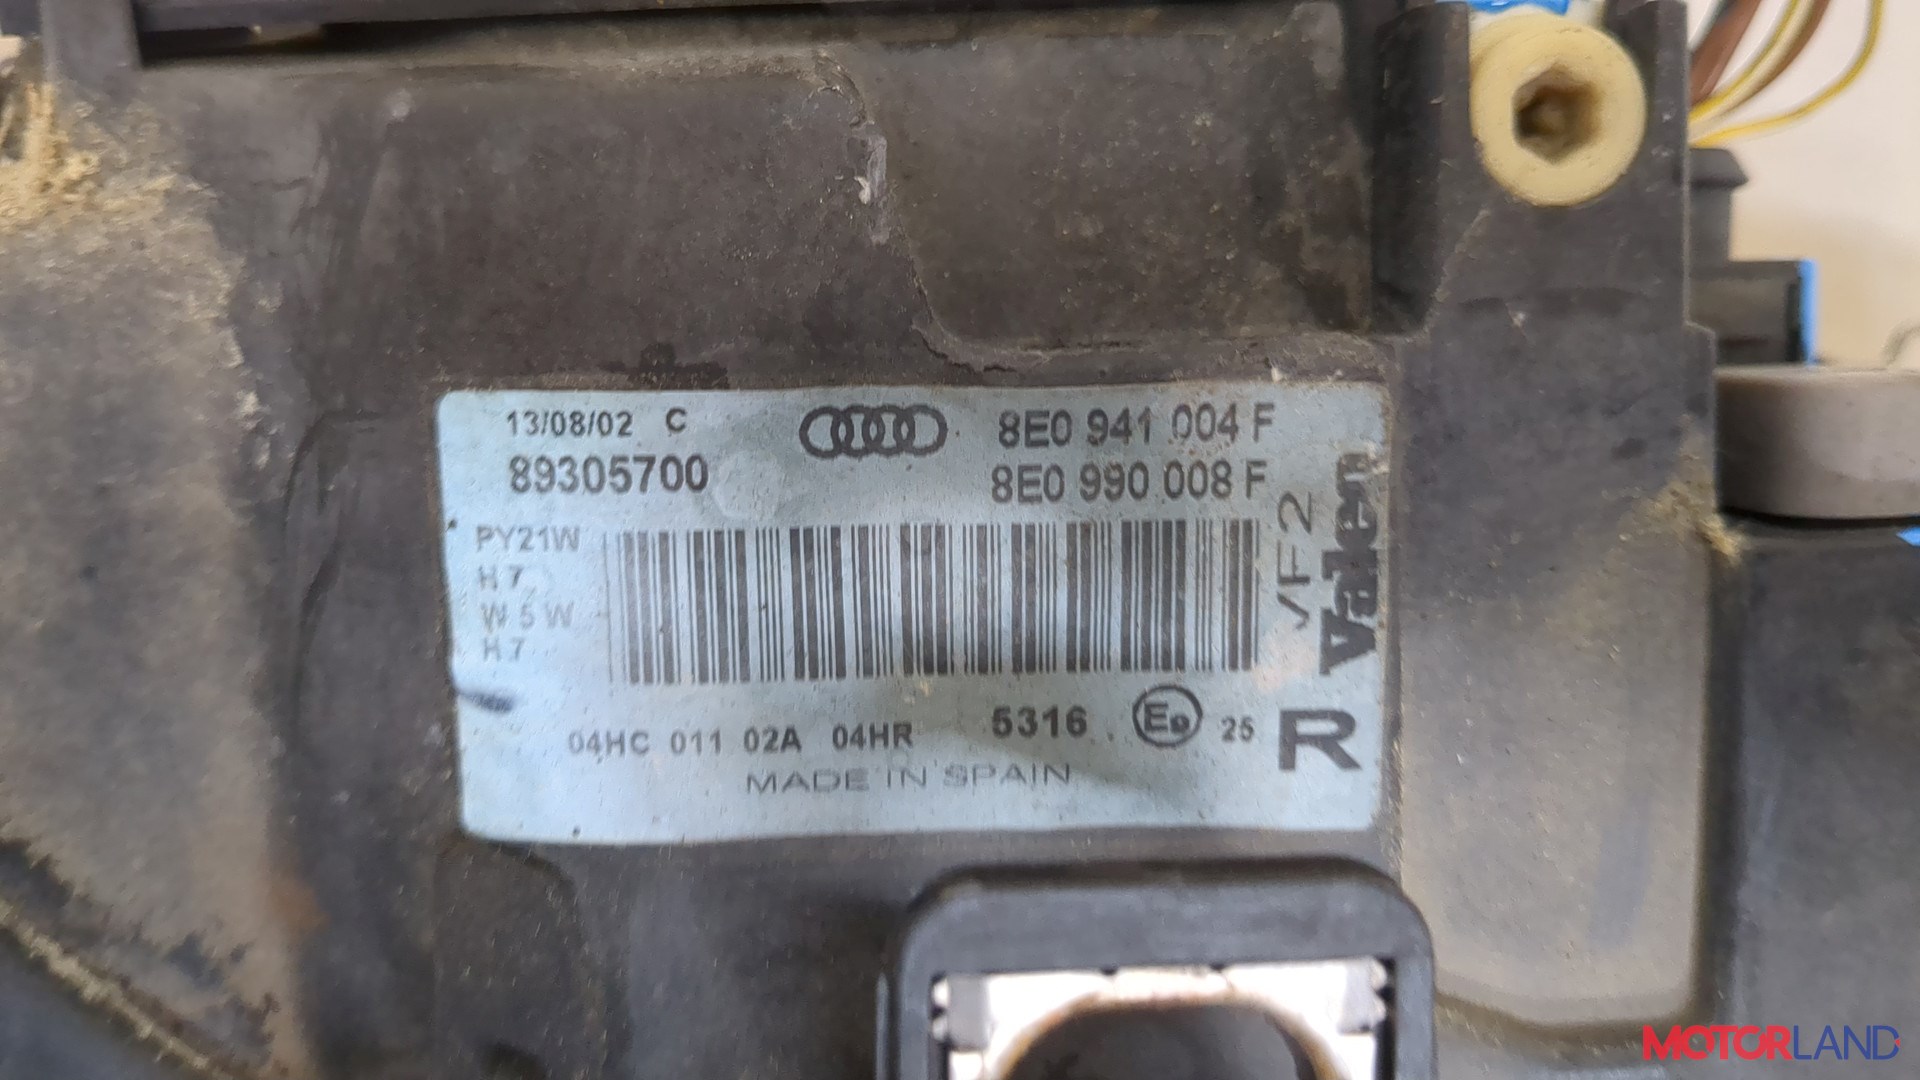 13/08/02 C
8E0 941 004 F
89305700
8E0 990 008 F
PY21W
H7
W5W
H7
VF2
Valeo
04HC 011 02A 04HR 5316 E9 25 R
MADE IN SPAIN
MOTORLAND